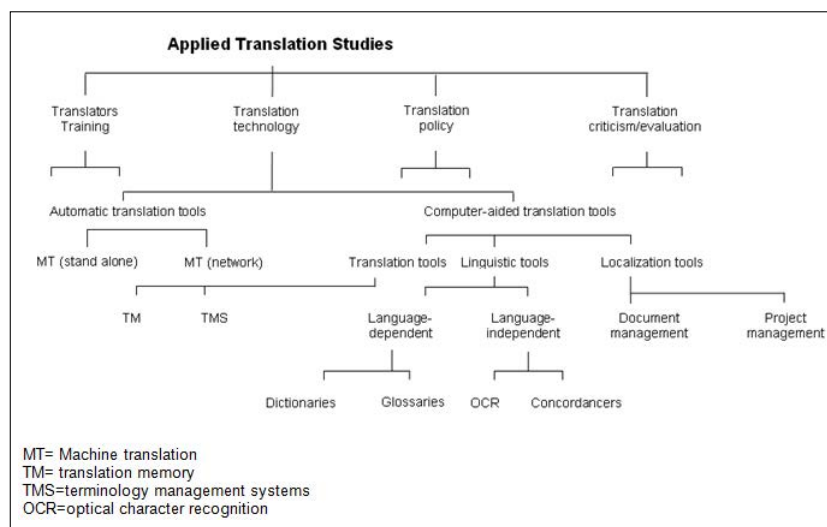 Applied Translation Studies
Translators
Training
Translation
technology
Translation
policy
Translation
criticism/evaluation
Automatic translation tools
Computer-aided translation tools
MT (stand alone)
MT (network)
Translation tools
Linguistic tools
Localization tools
TM
TMS
Language-
dependent
Language-
independent
Document
management
Project
management
Dictionaries
Glossaries
OCR
Concordancers
MT= Machine translation
TM= translation memory
TMS=terminology management systems
OCR=optical character recognition